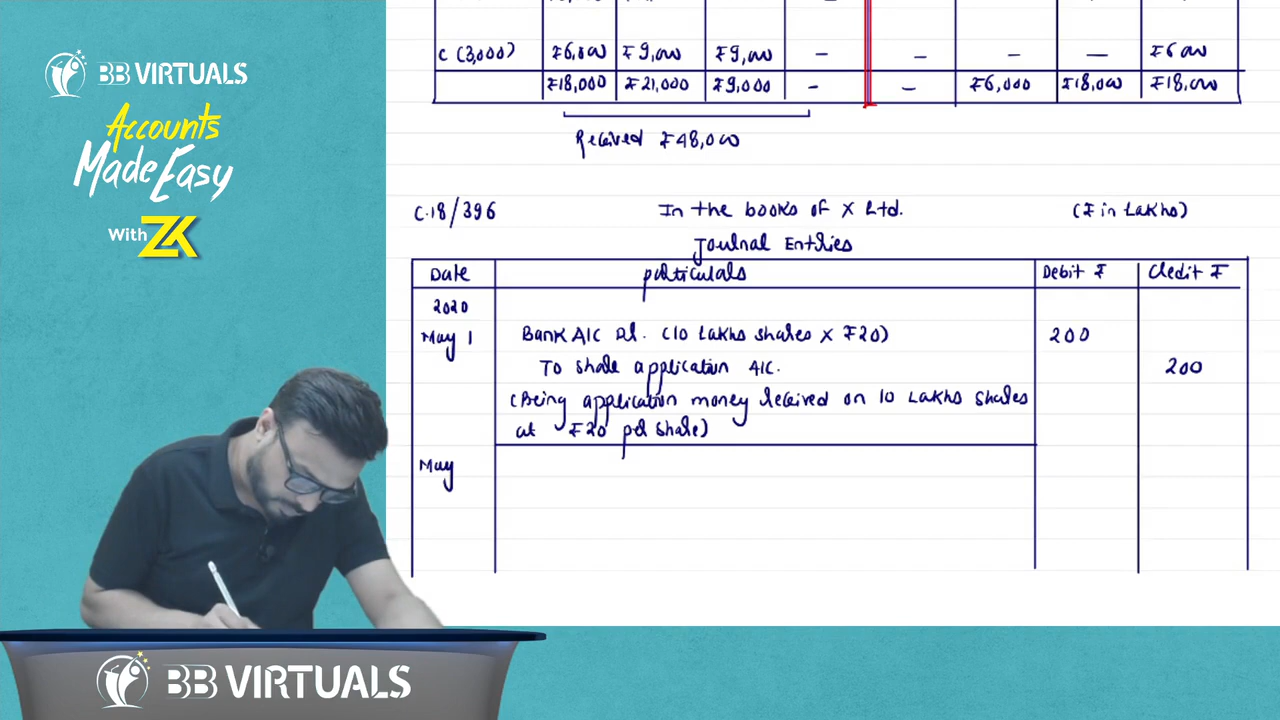 BB VIRTUALS
Accounts
Made Easy
With ZK
C (3,000) ₹6,000 ₹9,000 ₹9,000 – – – — ₹6000
₹18,000 ₹21,000 ₹9,000 - – ₹6,000 ₹18,000 ₹18,000
Received ₹48,000
C.18/396 In the books of X Ltd. (₹ in Lakhs)
Journal Entries
Date particulars Debit ₹ Credit ₹
2020
May 1 Bank A/C Dr. (10 Lakhs shares X ₹20) 200
To share application A/C. 200
(Being application money received on 10 Lakhs shares
at ₹20 per share)
May
BB VIRTUALS